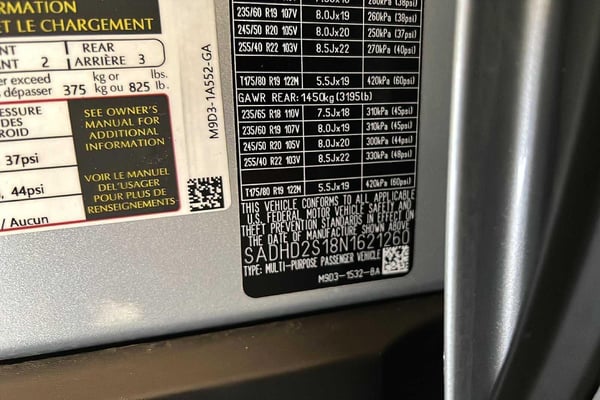 RMATION
ET LE CHARGEMENT
NT 2 REAR
ARRIÈRE 3
er exceed
s dépasser 375 kg or lbs.
kg ou 825 lb.
ESSURE
DES
ROID
37psi
44psi
/ Aucun
SEE OWNER'S
MANUAL FOR
ADDITIONAL
INFORMATION
VOIR LE MANUEL
DE L'USAGER
POUR PLUS DE
RENSEIGNEMENTS
M9D3-1A552-GA
235/60 R19 107V 8.0Jx19 260kPa (38psi)
245/50 R20 105V 8.0Jx20 250kPa (37psi)
255/40 R22 103V 8.5Jx22 270kPa (40psi)
T175/80 R19 122M 5.5Jx19 420kPa (60psi)
GAWR REAR: 1450kg (3195lb)
235/65 R18 110V 7.5Jx18 310kPa (45psi)
235/60 R19 107V 8.0Jx19 310kPa (45psi)
245/50 R20 105V 8.0Jx20 300kPa (44psi)
255/40 R22 103V 8.5Jx22 330kPa (48psi)
T175/80 R19 122M 5.5Jx19 420kPa (60psi)
THIS VEHICLE CONFORMS TO ALL APPLICABLE
U.S. FEDERAL MOTOR VEHICLE SAFETY AND
THEFT PREVENTION STANDARDS IN EFFECT ON
THE DATE OF MANUFACTURE SHOWN ABOVE
SADHD2S18N1621260
TYPE: MULTI-PURPOSE PASSENGER VEHICLE
M9D3-1532-BA